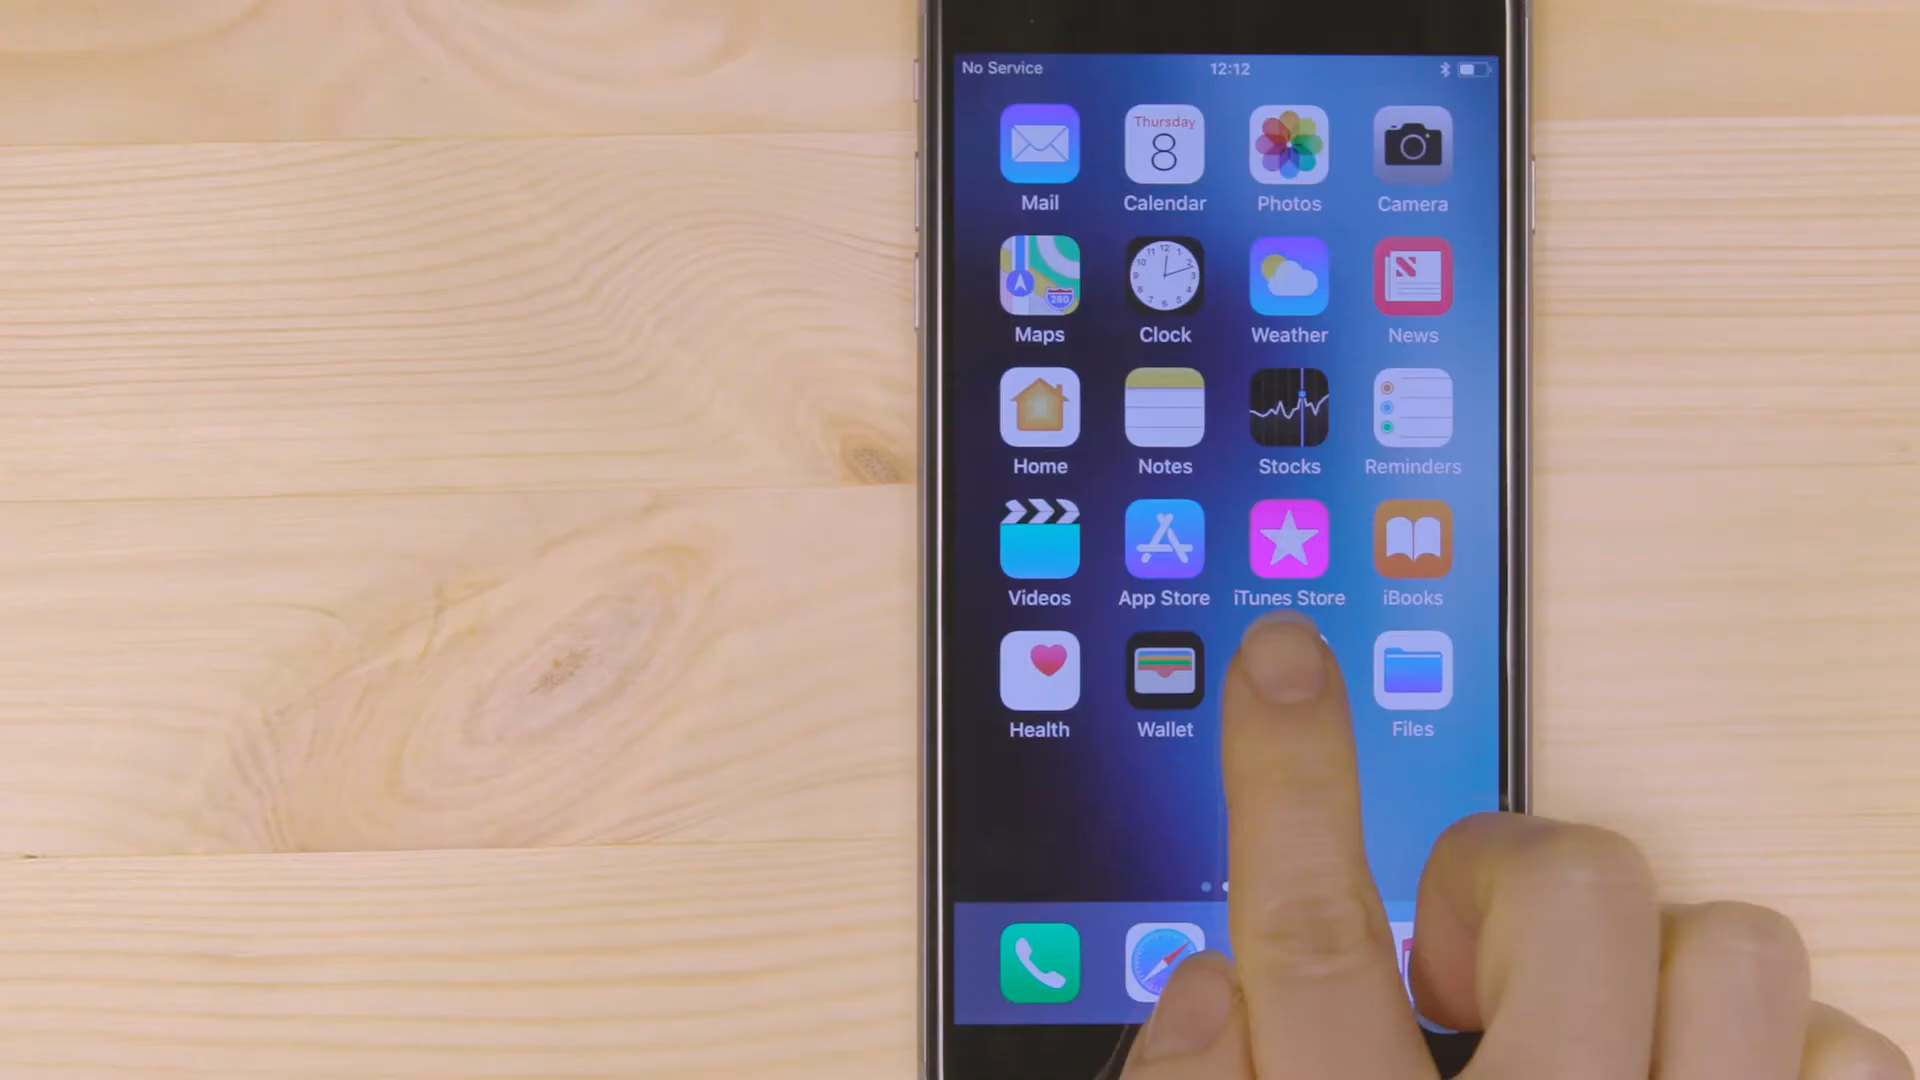 No Service 12:12
Thursday
8
Mail Calendar Photos Camera
280
Maps Clock Weather News
Home Notes Stocks Reminders
Videos App Store iTunes Store iBooks
Health Wallet Files